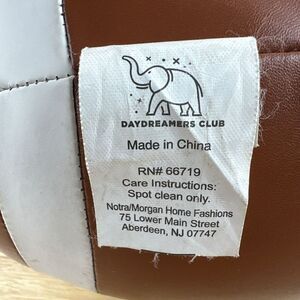 DAYDREAMERS CLUB
Made in China
RN# 66719
Care Instructions:
Spot clean only.
Notra/Morgan Home Fashions
75 Lower Main Street
Aberdeen, NJ 07747